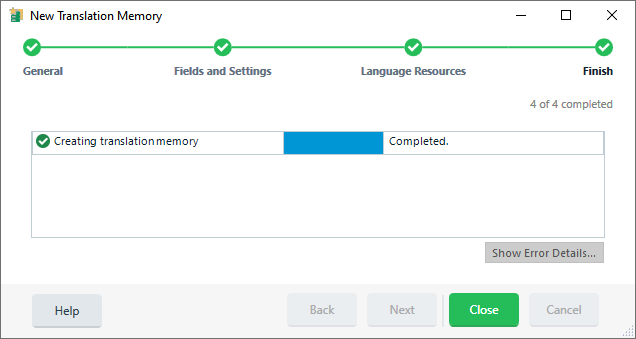 New Translation Memory
General Fields and Settings Language Resources Finish
4 of 4 completed
Creating translation memory Completed.
Show Error Details...
Help Back Next Close Cancel